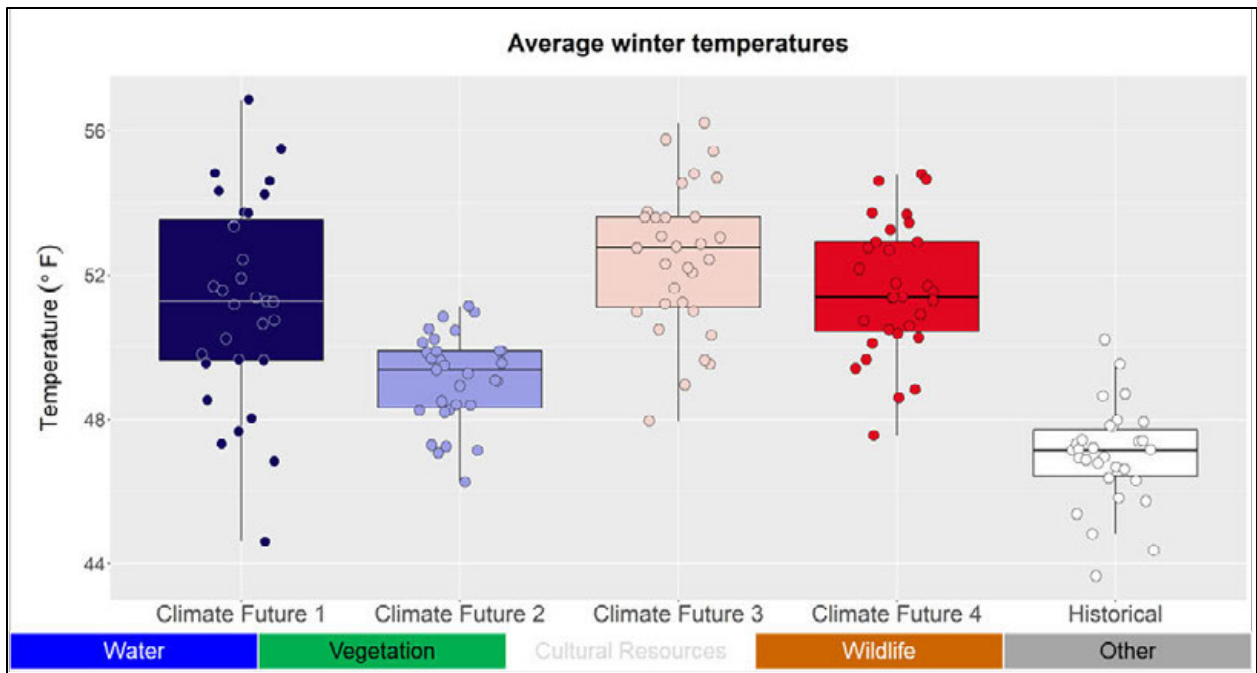 Average winter temperatures
Temperature (° F)
56
52
48
44
Climate Future 1 Climate Future 2 Climate Future 3 Climate Future 4 Historical
Water Vegetation Cultural Resources Wildlife Other